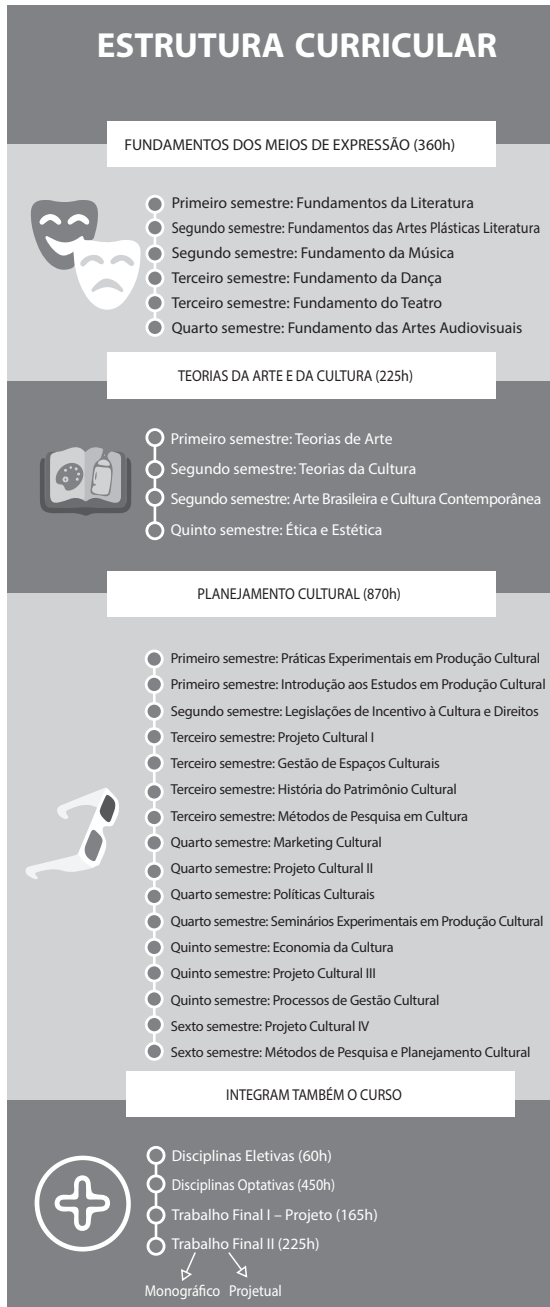 ESTRUTURA CURRICULAR
FUNDAMENTOS DOS MEIOS DE EXPRESSÃO (360h)
Primeiro semestre: Fundamentos da Literatura
Segundo semestre: Fundamentos das Artes Plásticas Literatura
Segundo semestre: Fundamento da Música
Terceiro semestre: Fundamento da Dança
Terceiro semestre: Fundamento do Teatro
Quarto semestre: Fundamento das Artes Audiovisuais
TEORIAS DA ARTE E DA CULTURA (225h)
Primeiro semestre: Teorias de Arte
Segundo semestre: Teorias da Cultura
Segundo semestre: Arte Brasileira e Cultura Contemporânea
Quinto semestre: Ética e Estética
PLANEJAMENTO CULTURAL (870h)
Primeiro semestre: Práticas Experimentais em Produção Cultural
Primeiro semestre: Introdução aos Estudos em Produção Cultural
Segundo semestre: Legislações de Incentivo à Cultura e Direitos
Terceiro semestre: Projeto Cultural I
Terceiro semestre: Gestão de Espaços Culturais
Terceiro semestre: História do Patrimônio Cultural
Terceiro semestre: Métodos de Pesquisa em Cultura
Quarto semestre: Marketing Cultural
Quarto semestre: Projeto Cultural II
Quarto semestre: Políticas Culturais
Quarto semestre: Seminários Experimentais em Produção Cultural
Quinto semestre: Economia da Cultura
Quinto semestre: Projeto Cultural III
Quinto semestre: Processos de Gestão Cultural
Sexto semestre: Projeto Cultural IV
Sexto semestre: Métodos de Pesquisa e Planejamento Cultural
INTEGRAM TAMBÉM O CURSO
Disciplinas Eletivas (60h)
Disciplinas Optativas (450h)
Trabalho Final I – Projeto (165h)
Trabalho Final II (225h)
Monográfico Projetual